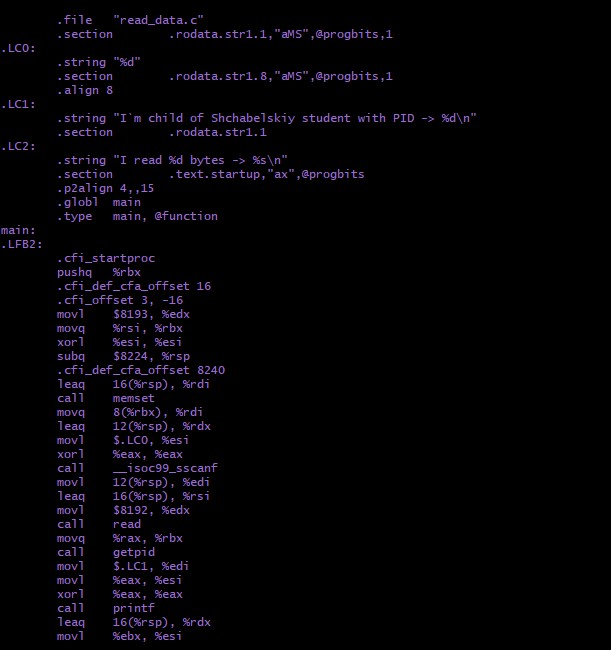 .file "read_data.c"
.section .rodata.str1.1,"aMS",@progbits,1
.LC0:
.string "%d"
.section .rodata.str1.8,"aMS",@progbits,1
.align 8
.LC1:
.string "I`m child of Shchabelskiy student with PID -> %d\n"
.section .rodata.str1.1
.LC2:
.string "I read %d bytes -> %s\n"
.section .text.startup,"ax",@progbits
.p2align 4,,15
.globl main
.type main, @function
main:
.LFB2:
.cfi_startproc
pushq %rbx
.cfi_def_cfa_offset 16
.cfi_offset 3, -16
movl $8193, %edx
movq %rsi, %rbx
xorl %esi, %esi
subq $8224, %rsp
.cfi_def_cfa_offset 8240
leaq 16(%rsp), %rdi
call memset
movq 8(%rbx), %rdi
leaq 12(%rsp), %rdx
movl $.LC0, %esi
xorl %eax, %eax
call __isoc99_sscanf
movl 12(%rsp), %edi
leaq 16(%rsp), %rsi
movl $8192, %edx
call read
movq %rax, %rbx
call getpid
movl $.LC1, %edi
movl %eax, %esi
xorl %eax, %eax
call printf
leaq 16(%rsp), %rdx
movl %ebx, %esi